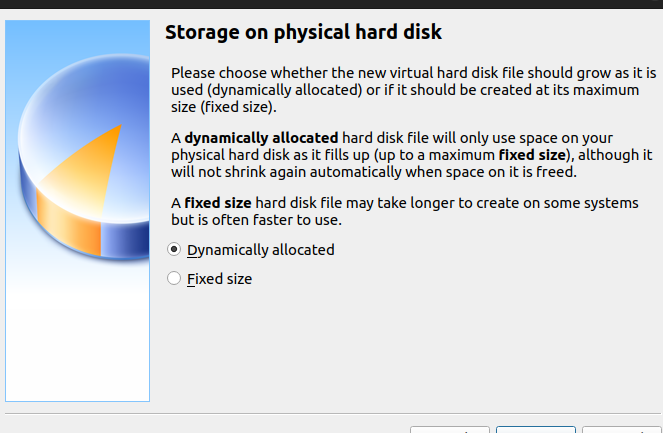 Storage on physical hard disk
Please choose whether the new virtual hard disk file should grow as it is
used (dynamically allocated) or if it should be created at its maximum
size (fixed size).
A dynamically allocated hard disk file will only use space on your
physical hard disk as it fills up (up to a maximum fixed size), although it
will not shrink again automatically when space on it is freed.
A fixed size hard disk file may take longer to create on some systems
but is often faster to use.
Dynamically allocated
Fixed size